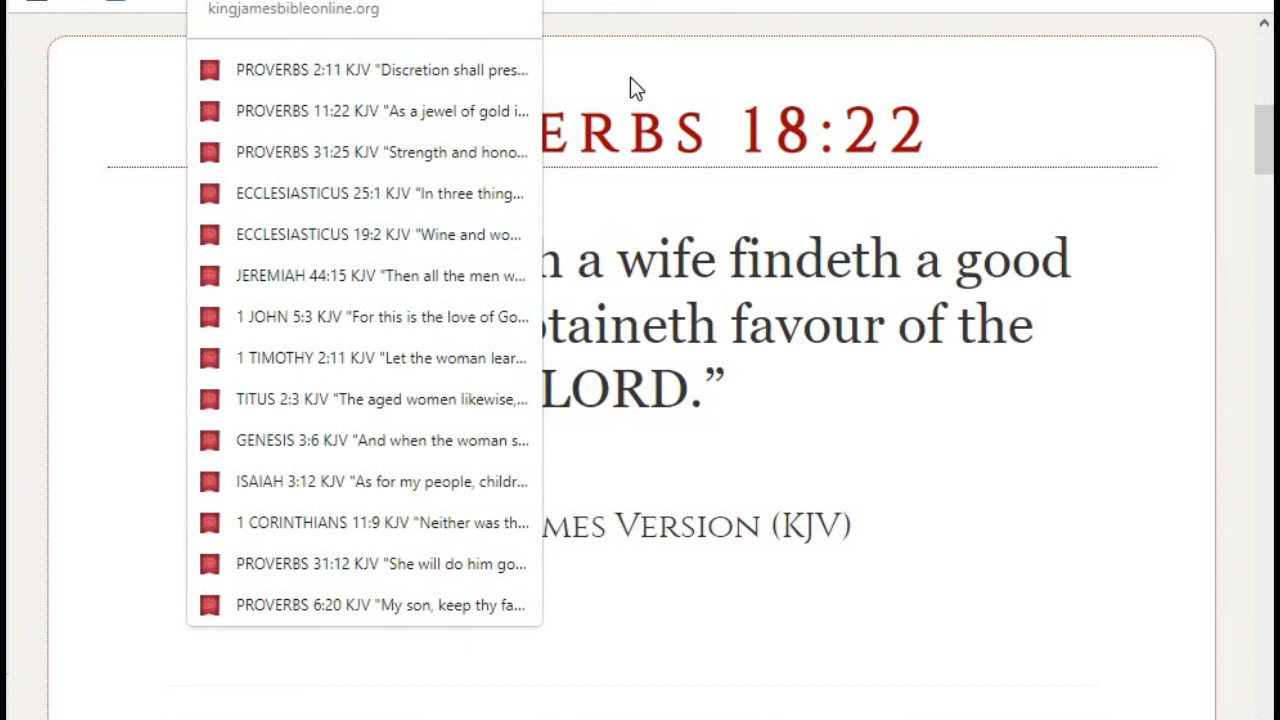 kingjamesbibleonline.org
PROVERBS 2:11 KJV "Discretion shall pres...
PROVERBS 11:22 KJV "As a jewel of gold i...
PROVERBS 31:25 KJV "Strength and hono...
ECCLESIASTICUS 25:1 KJV "In three thing...
ECCLESIASTICUS 19:2 KJV "Wine and wo...
JEREMIAH 44:15 KJV "Then all the men w...
1 JOHN 5:3 KJV "For this is the love of Go...
1 TIMOTHY 2:11 KJV "Let the woman lear...
TITUS 2:3 KJV "The aged women likewise,...
GENESIS 3:6 KJV "And when the woman s...
ISAIAH 3:12 KJV "As for my people, childr...
1 CORINTHIANS 11:9 KJV "Neither was th...
PROVERBS 31:12 KJV "She will do him go...
PROVERBS 6:20 KJV "My son, keep thy fa...
ERBS 18:22
h a wife findeth a good
taineth favour of the
LORD.”
MES VERSION (KJV)